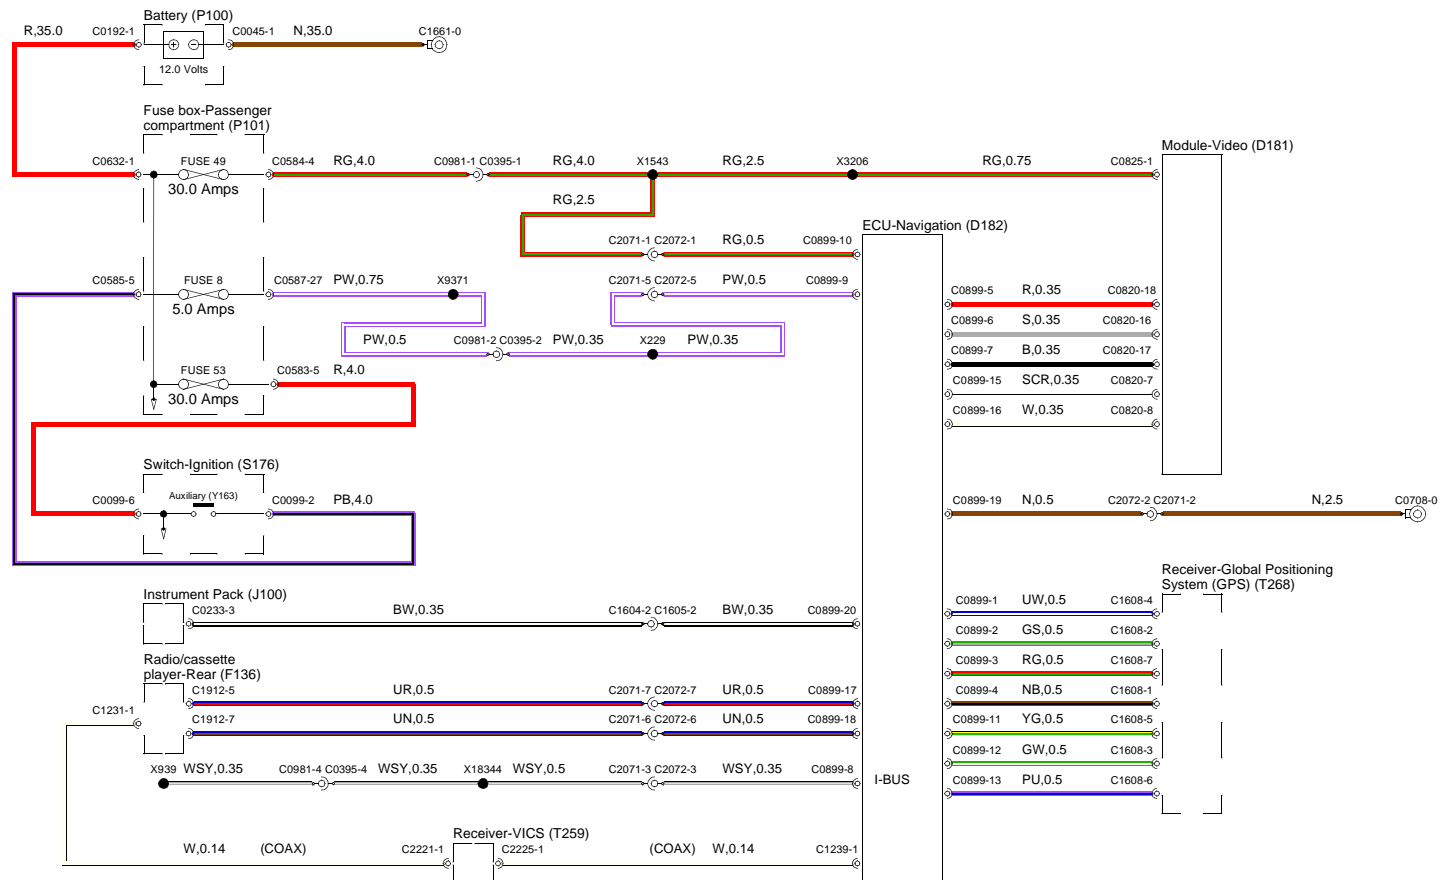 Battery (P100)
R,35.0 C0192-1 C0045-1 N,35.0 C1661-0
12.0 Volts
Fuse box-Passenger
compartment (P101)
Module-Video (D181)
C0632-1 FUSE 49 C0584-4 RG,4.0 C0981-1 C0395-1 RG,4.0 X1543 RG,2.5 X3206 RG,0.75 C0825-1
30.0 Amps
RG,2.5
ECU-Navigation (D182)
C2071-1 C2072-1 RG,0.5 C0899-10
C0585-5 FUSE 8 C0587-27 PW,0.75 X9371 C2071-5 C2072-5 PW,0.5 C0899-9
C0899-5 R,0.35 C0820-18
5.0 Amps
C0899-6 S,0.35 C0820-16
PW,0.5 C0981-2 C0395-2 PW,0.35 X229 PW,0.35
C0899-7 B,0.35 C0820-17
FUSE 53 C0583-5 R,4.0
C0899-15 SCR,0.35 C0820-7
30.0 Amps
C0899-16 W,0.35 C0820-8
Switch-Ignition (S176)
C0099-6 Auxiliary (Y163) C0099-2 PB,4.0
C0899-19 N,0.5 C2072-2 C2071-2 N,2.5 C0708-0
Receiver-Global Positioning
System (GPS) (T268)
Instrument Pack (J100)
C0899-1 UW,0.5 C1608-4
C0233-3 BW,0.35 C1604-2 C1605-2 BW,0.35 C0899-20
C0899-2 GS,0.5 C1608-2
Radio/cassette
player-Rear (F136)
C0899-3 RG,0.5 C1608-7
C1912-5 UR,0.5 C2071-7 C2072-7 UR,0.5 C0899-17
C0899-4 NB,0.5 C1608-1
C1231-1
C1912-7 UN,0.5 C2071-6 C2072-6 UN,0.5 C0899-18
C0899-11 YG,0.5 C1608-5
C0899-12 GW,0.5 C1608-3
X939 WSY,0.35 C0981-4 C0395-4 WSY,0.35 X18344 WSY,0.5 C2071-3 C2072-3 WSY,0.35 C0899-8
I-BUS
C0899-13 PU,0.5 C1608-6
Receiver-VICS (T259)
W,0.14 (COAX) C2221-1 C2225-1 (COAX) W,0.14 C1239-1